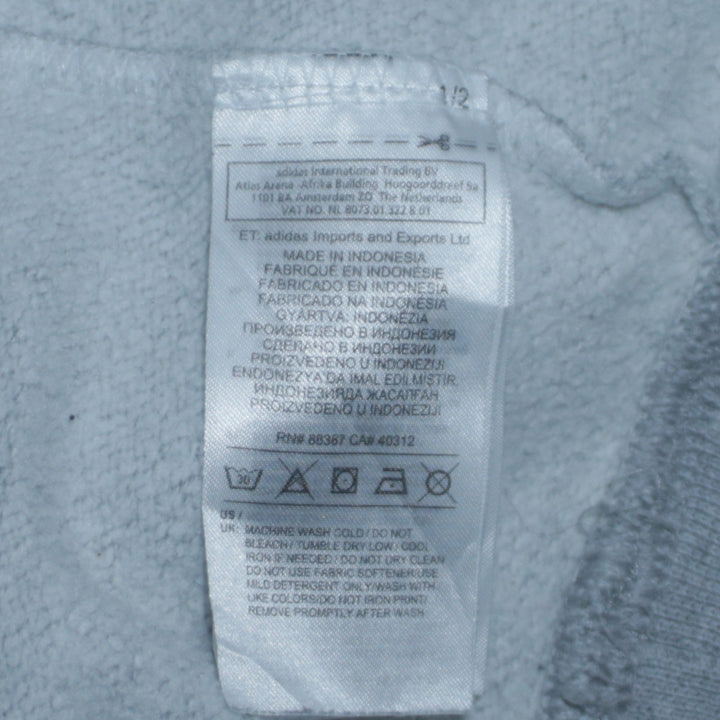 1/2
adidas International Trading BV
Atlas Arena -Afrika Building Hoogoorddreef 9a
1101 BA Amsterdam ZO The Netherlands
VAT NO. NL 8073.01.322.B.01
ET: adidas Imports and Exports Ltd
MADE IN INDONESIA
FABRIQUÉ EN INDONÉSIE
FABRICADO EN INDONESIA
FABRICADO NA INDONÉSIA
GYÁRTVA: INDONÉZIA
ПРОИЗВЕДЕНО В ИНДОНЕЗИЯ
СДЕЛАНО В ИНДОНЕЗИИ
PROIZVEDENO U INDONEZIJI
ENDONEZYA DA IMAL EDILMISTIR.
ИНДОНЕЗИЯДА ЖАСАЛҒАН
PROIZVEDENO U INDONEZIJI
RN# 88387 CA# 40312
30
US /
UK: MACHINE WASH COLD / DO NOT
BLEACH / TUMBLE DRY LOW / COOL
IRON IF NEEDED / DO NOT DRY CLEAN
DO NOT USE FABRIC SOFTENER/USE
MILD DETERGENT ONLY/WASH WITH
LIKE COLORS/DO NOT IRON PRINT/
REMOVE PROMPTLY AFTER WASH